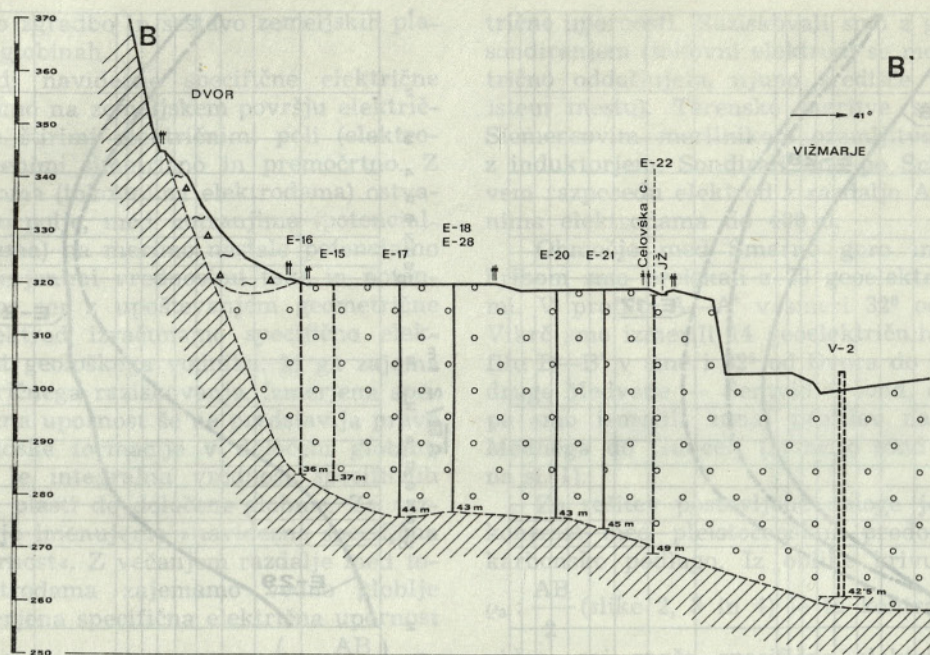 370
360
350
340
330
320
310
300
290
280
270
260
250
B
B'
DVOR
41°
VIŽMARJE
E-22
Celovška c.
JŽ
E-16
E-15
E-17
E-18
E-28
E-20
E-21
V-2
36 m
37 m
44 m
43 m
43 m
45 m
49 m
42'5 m